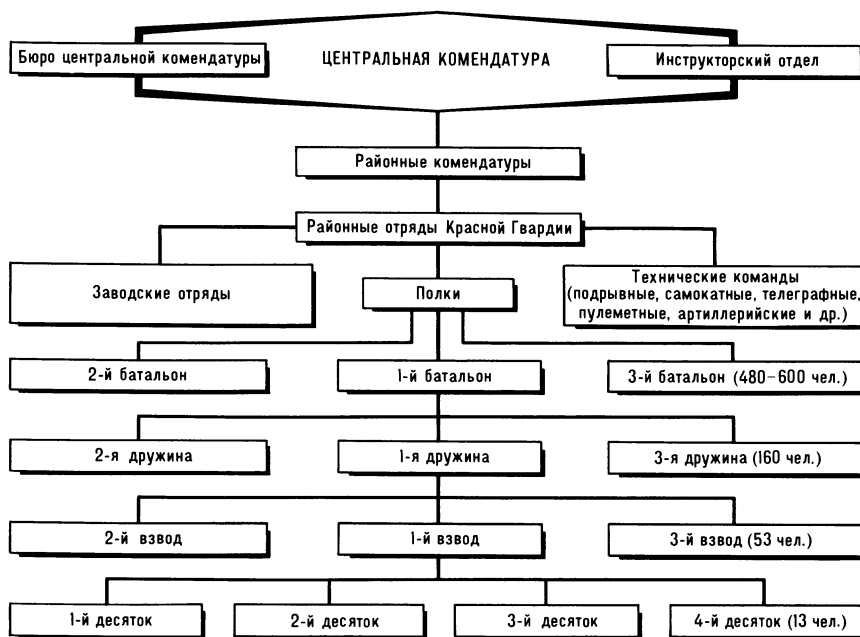 Бюро центральной комендатуры
ЦЕНТРАЛЬНАЯ КОМЕНДАТУРА
Инструкторский отдел
Районные комендатуры
Районные отряды Красной Гвардии
Заводские отряды
Полки
Технические команды
(подрывные, самокатные, телеграфные,
пулеметные, артиллерийские и др.)
2-й батальон
1-й батальон
3-й батальон (480–600 чел.)
2-я дружина
1-я дружина
3-я дружина (160 чел.)
2-й взвод
1-й взвод
3-й взвод (53 чел.)
1-й десяток
2-й десяток
3-й десяток
4-й десяток (13 чел.)